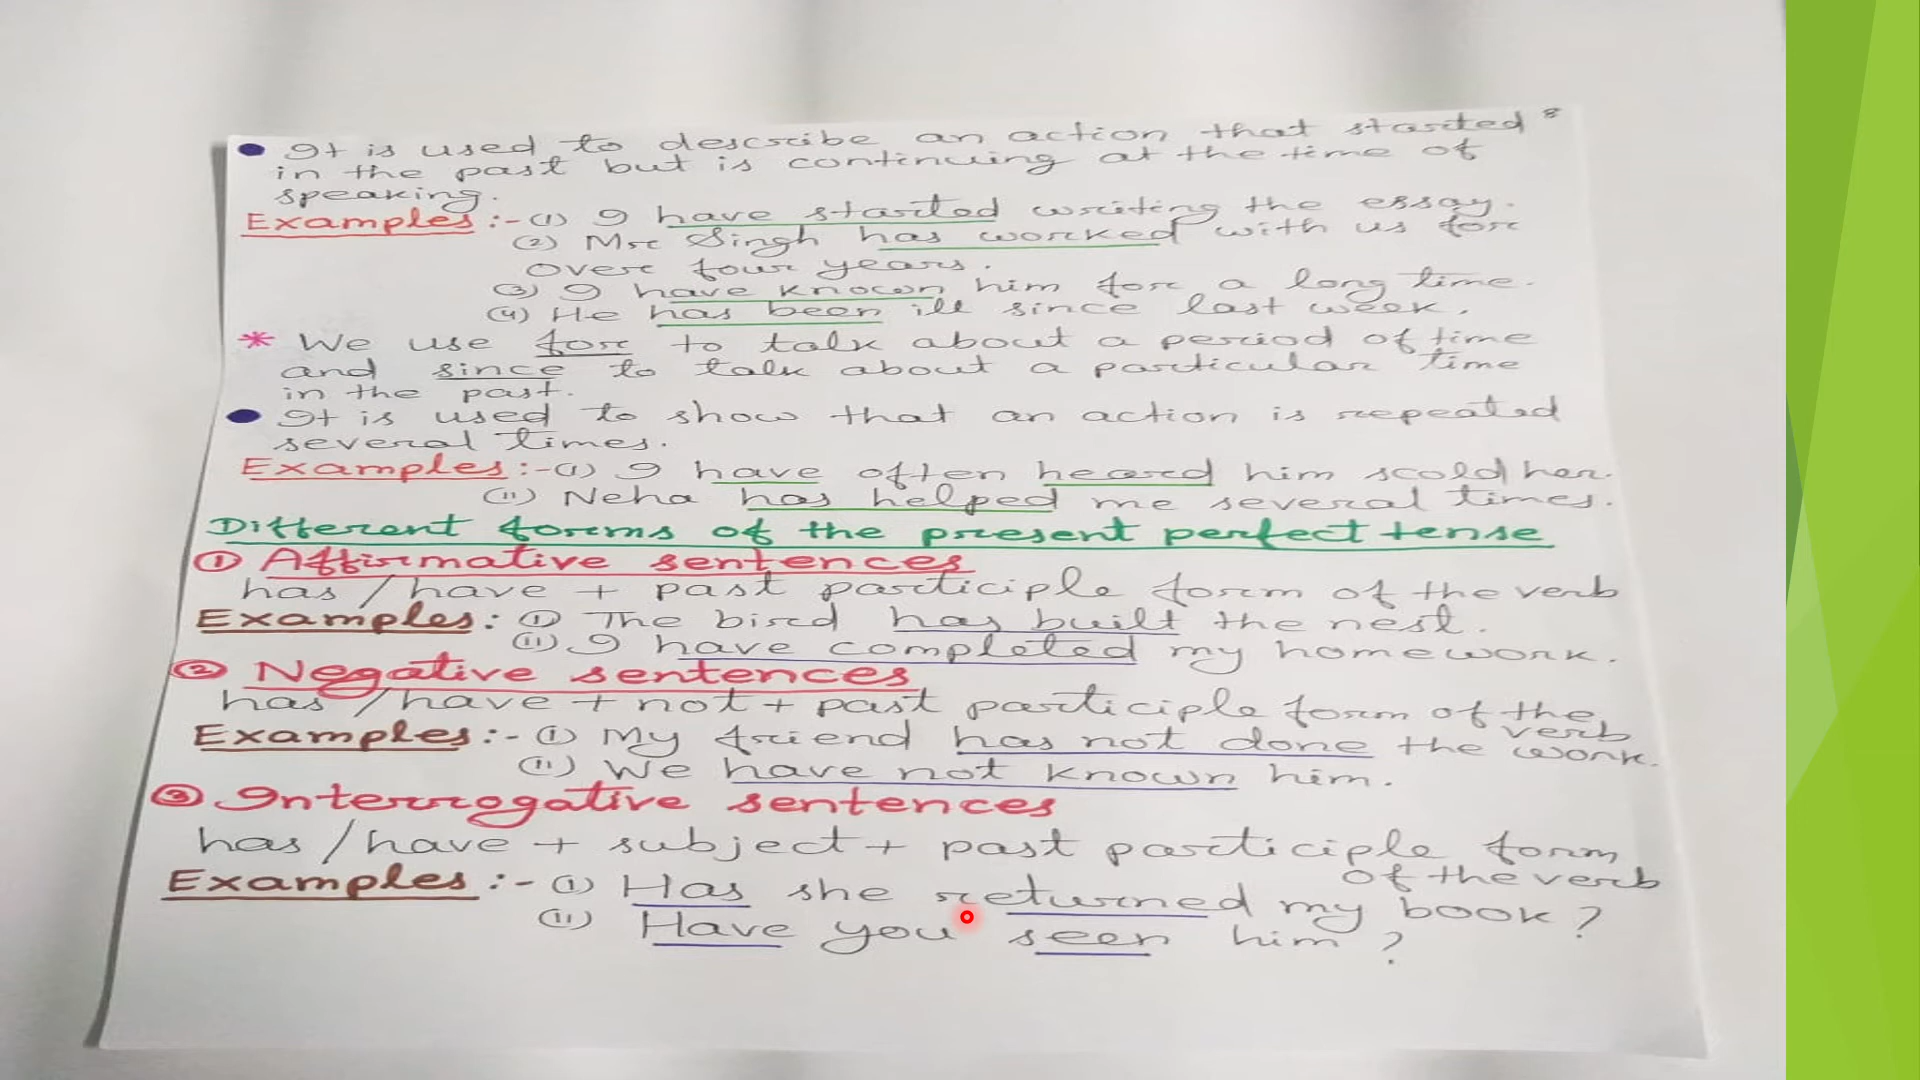 8
• It is used to describe an action that started
in the past but is continuing at the time of
speaking.
Examples :- (1) I have started writing the essay.
(2) Mr Singh has worked with us for
over four years.
(3) I have known him for a long time.
(4) He has been ill since last week.
* We use for to talk about a period of time
and since to talk about a particular time
in the past.
• It is used to show that an action is repeated
several times.
Examples :- (i) I have often heard him scold her.
(ii) Neha has helped me several times.
Different forms of the present perfect tense
① Affirmative sentences
has / have + past participle form of the verb
Examples : (i) The bird has built the nest.
(ii) I have completed my homework.
② Negative sentences
has / have + not + past participle form of the
verb
Examples :- (i) My friend has not done the work.
(ii) We have not known him.
③ Interrogative sentences
has / have + subject + past participle form
of the verb
Examples :- (i) Has she returned my book ?
(ii) Have you seen him ?